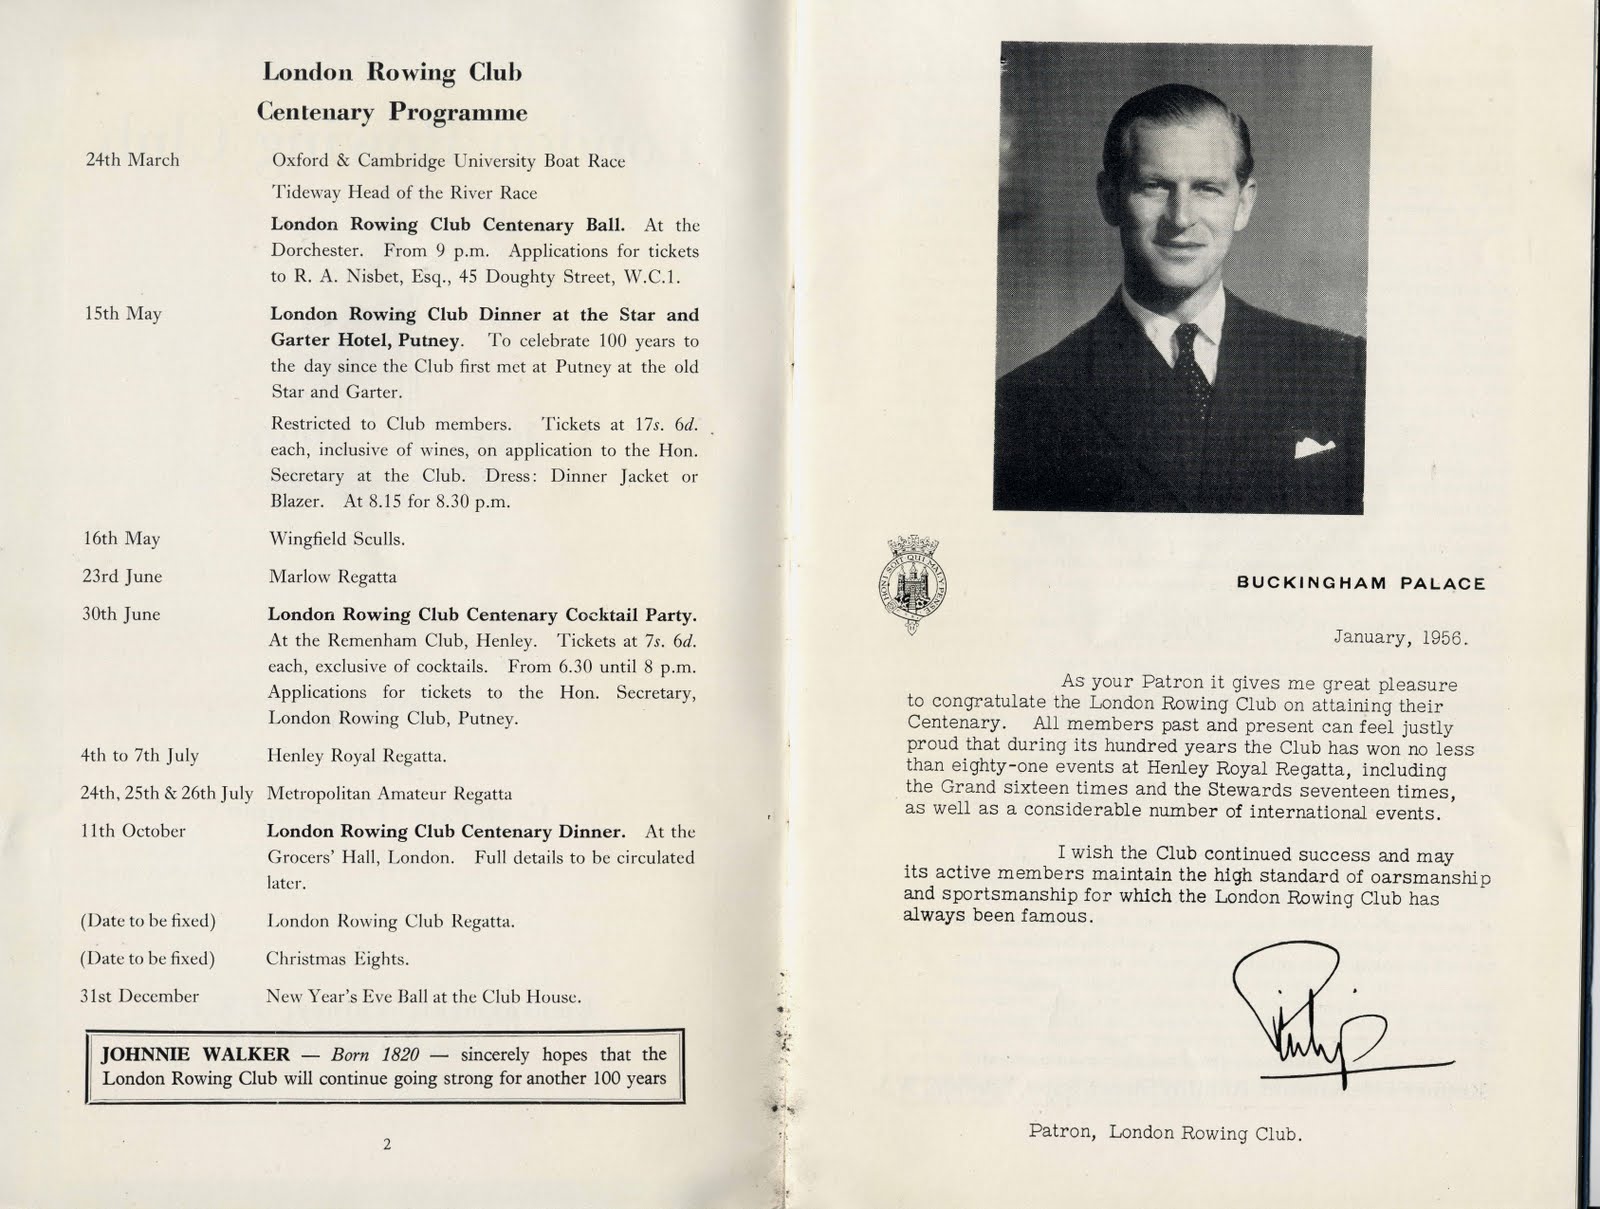 London Rowing Club
Centenary Programme
24th March Oxford & Cambridge University Boat Race
Tideway Head of the River Race
London Rowing Club Centenary Ball. At the
Dorchester. From 9 p.m. Applications for tickets
to R. A. Nisbet, Esq., 45 Doughty Street, W.C.1.
15th May London Rowing Club Dinner at the Star and
Garter Hotel, Putney. To celebrate 100 years to
the day since the Club first met at Putney at the old
Star and Garter.
Restricted to Club members. Tickets at 17s. 6d.
each, inclusive of wines, on application to the Hon.
Secretary at the Club. Dress: Dinner Jacket or
Blazer. At 8.15 for 8.30 p.m.
16th May Wingfield Sculls.
23rd June Marlow Regatta
30th June London Rowing Club Centenary Cocktail Party.
At the Remenham Club, Henley. Tickets at 7s. 6d.
each, exclusive of cocktails. From 6.30 until 8 p.m.
Applications for tickets to the Hon. Secretary,
London Rowing Club, Putney.
4th to 7th July Henley Royal Regatta.
24th, 25th & 26th July Metropolitan Amateur Regatta
11th October London Rowing Club Centenary Dinner. At the
Grocers' Hall, London. Full details to be circulated
later.
(Date to be fixed) London Rowing Club Regatta.
(Date to be fixed) Christmas Eights.
31st December New Year's Eve Ball at the Club House.
JOHNNIE WALKER — Born 1820 — sincerely hopes that the
London Rowing Club will continue going strong for another 100 years
2
HONI SOIT QUI MAL Y PENSE
BUCKINGHAM PALACE
January, 1956.
As your Patron it gives me great pleasure
to congratulate the London Rowing Club on attaining their
Centenary. All members past and present can feel justly
proud that during its hundred years the Club has won no less
than eighty-one events at Henley Royal Regatta, including
the Grand sixteen times and the Stewards seventeen times,
as well as a considerable number of international events.
I wish the Club continued success and may
its active members maintain the high standard of oarsmanship
and sportsmanship for which the London Rowing Club has
always been famous.
Philip
Patron, London Rowing Club.